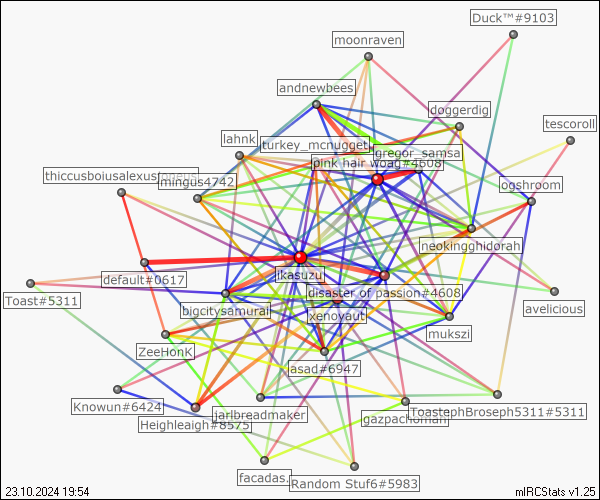 Duck™#9103
moonraven
andnewbees
doggerdig
tescoroll
lahnk
turkey_mcnugget
gregor_samsa
pink hair woag#4608
thiccusboiusalexus
mingus4742
ogshroom
neokingghidorah
jkasuzu
default#0617
disaster of passion#4608
Toast#5311
avelicious
bigcitysamurai
xenoyaut
mukszi
ZeeHonK
asad#6947
Knowun#6424
jarlbreadmaker
ToastephBroseph5311#5311
Heighleaigh#8575
gazpachoman
facadas.
Random Stuf6#5983
23.10.2024 19:54
mIRCStats v1.25